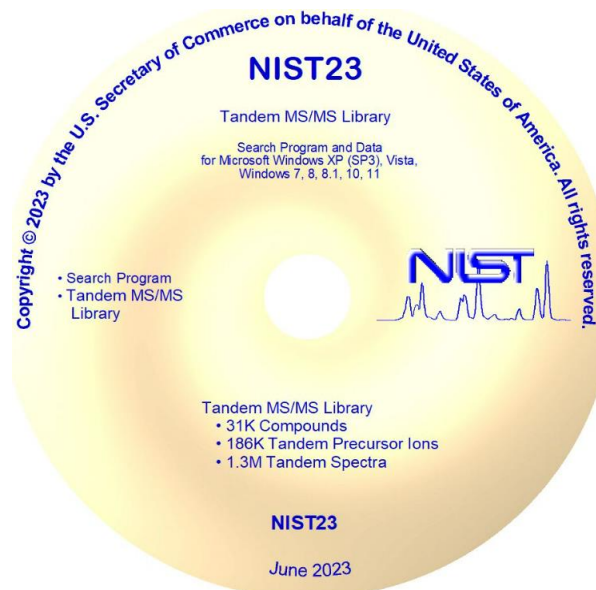 Copyright © 2023 by the U.S. Secretary of Commerce on behalf of the United States of America. All rights reserved.
NIST23
Tandem MS/MS Library
Search Program and Data
for Microsoft Windows XP (SP3), Vista,
Windows 7, 8, 8.1, 10, 11
• Search Program
• Tandem MS/MS
Library
NIST
Tandem MS/MS Library
• 31K Compounds
• 186K Tandem Precursor Ions
• 1.3M Tandem Spectra
NIST23
June 2023